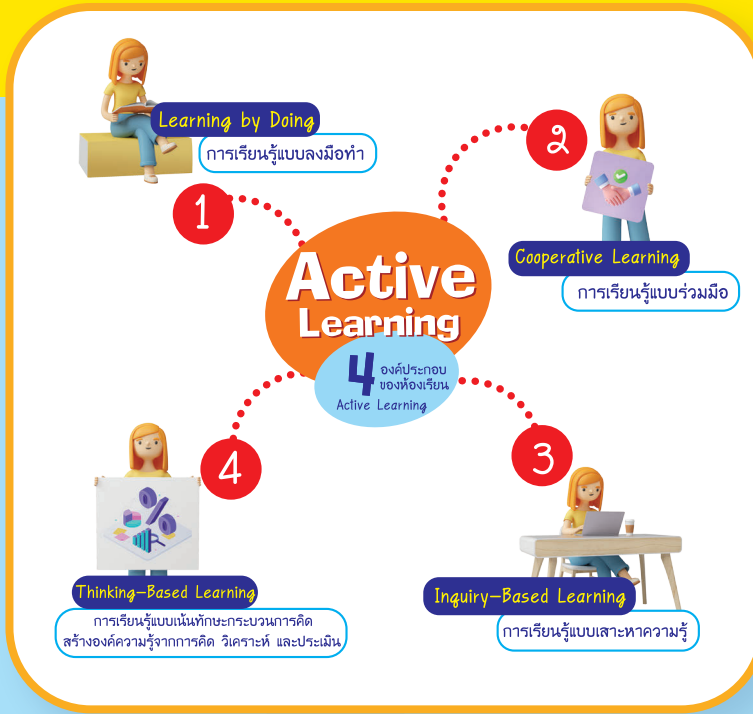 Active
Learning
4
องค์ประกอบ
ของห้องเรียน
Active Learning
1
Learning by Doing
การเรียนรู้แบบลงมือทำ
2
Cooperative Learning
การเรียนรู้แบบร่วมมือ
3
Inquiry-Based Learning
การเรียนรู้แบบเสาะหาความรู้
4
Thinking-Based Learning
การเรียนรู้แบบเน้นทักษะกระบวนการคิด
สร้างองค์ความรู้จากการคิด วิเคราะห์ และประเมิน
%